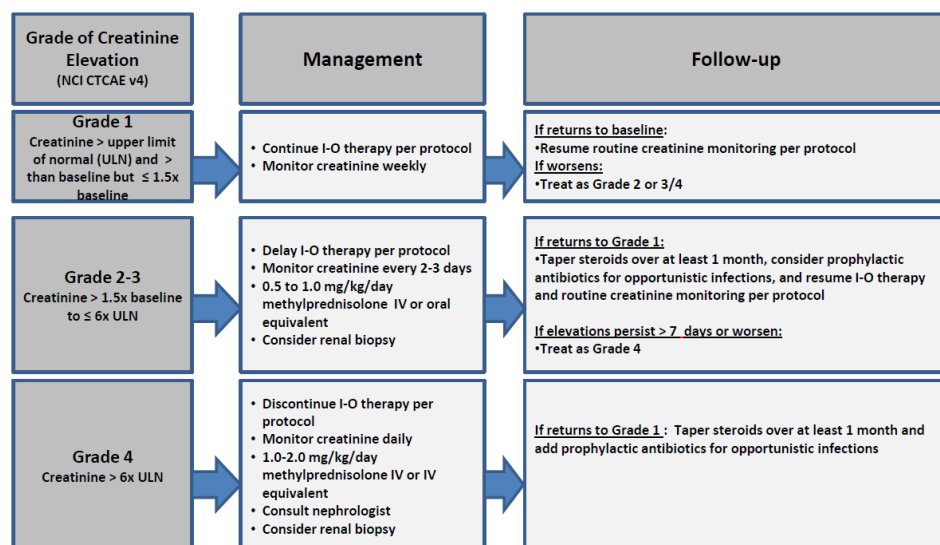 Grade of Creatinine
Elevation
(NCI CTCAE v4)
Management
Follow-up
Grade 1
Creatinine > upper limit
of normal (ULN) and >
than baseline but ≤ 1.5x
baseline
• Continue I-O therapy per protocol
• Monitor creatinine weekly
If returns to baseline:
•Resume routine creatinine monitoring per protocol
If worsens:
•Treat as Grade 2 or 3/4
Grade 2-3
Creatinine > 1.5x baseline
to ≤ 6x ULN
• Delay I-O therapy per protocol
• Monitor creatinine every 2-3 days
• 0.5 to 1.0 mg/kg/day
methylprednisolone IV or oral
equivalent
• Consider renal biopsy
If returns to Grade 1:
•Taper steroids over at least 1 month, consider prophylactic
antibiotics for opportunistic infections, and resume I-O therapy
and routine creatinine monitoring per protocol
If elevations persist > 7 days or worsen:
•Treat as Grade 4
Grade 4
Creatinine > 6x ULN
• Discontinue I-O therapy per
protocol
• Monitor creatinine daily
• 1.0-2.0 mg/kg/day
methylprednisolone IV or IV
equivalent
• Consult nephrologist
• Consider renal biopsy
If returns to Grade 1 : Taper steroids over at least 1 month and
add prophylactic antibiotics for opportunistic infections